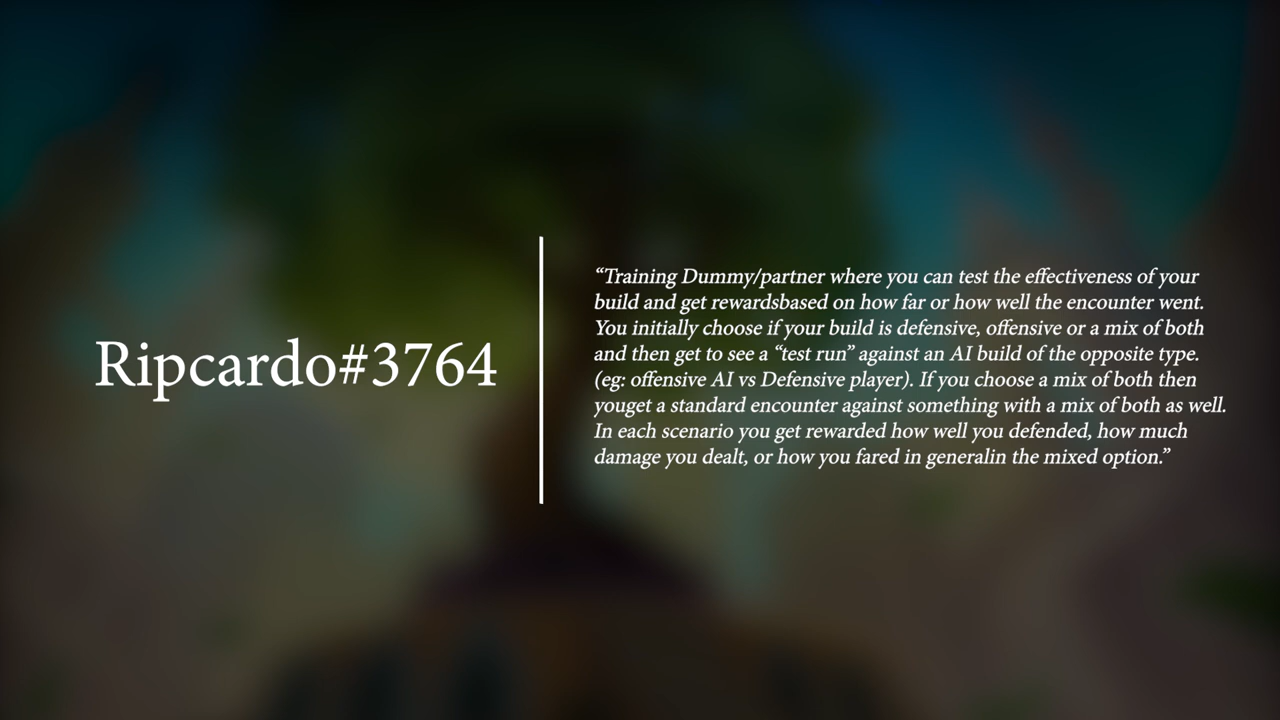 Ripcardo#3764
“Training Dummy/partner where you can test the effectiveness of your
build and get rewardsbased on how far or how well the encounter went.
You initially choose if your build is defensive, offensive or a mix of both
and then get to see a “test run” against an AI build of the opposite type.
(eg: offensive AI vs Defensive player). If you choose a mix of both then
youget a standard encounter against something with a mix of both as well.
In each scenario you get rewarded how well you defended, how much
damage you dealt, or how you fared in generalin the mixed option.”